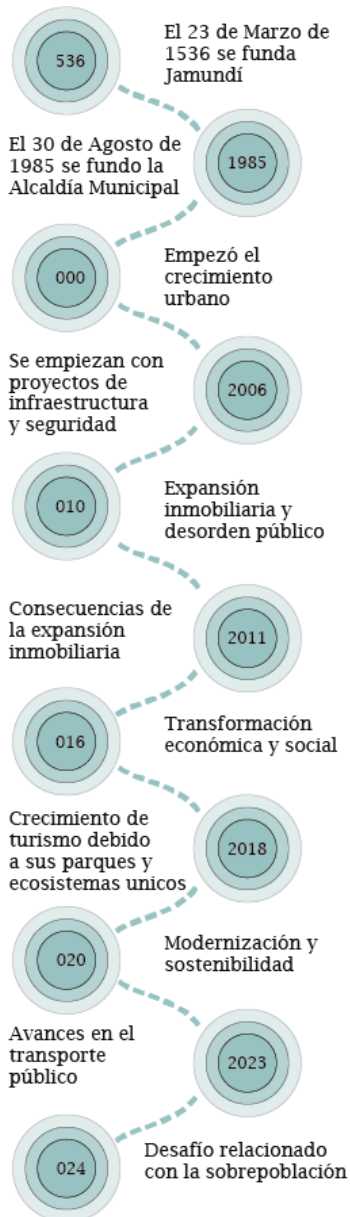 536
El 23 de Marzo de
1536 se funda
Jamundí
El 30 de Agosto de
1985 se fundo la
Alcaldía Municipal
1985
000
Empezó el
crecimiento
urbano
Se empiezan con
proyectos de
infraestructura
y seguridad
2006
010
Expansión
inmobiliaria y
desorden público
Consecuencias de
la expansión
inmobiliaria
2011
016
Transformación
económica y social
Crecimiento de
turismo debido
a sus parques y
ecosistemas unicos
2018
020
Modernización y
sostenibilidad
Avances en el
transporte
público
2023
024
Desafío relacionado
con la sobrepoblación